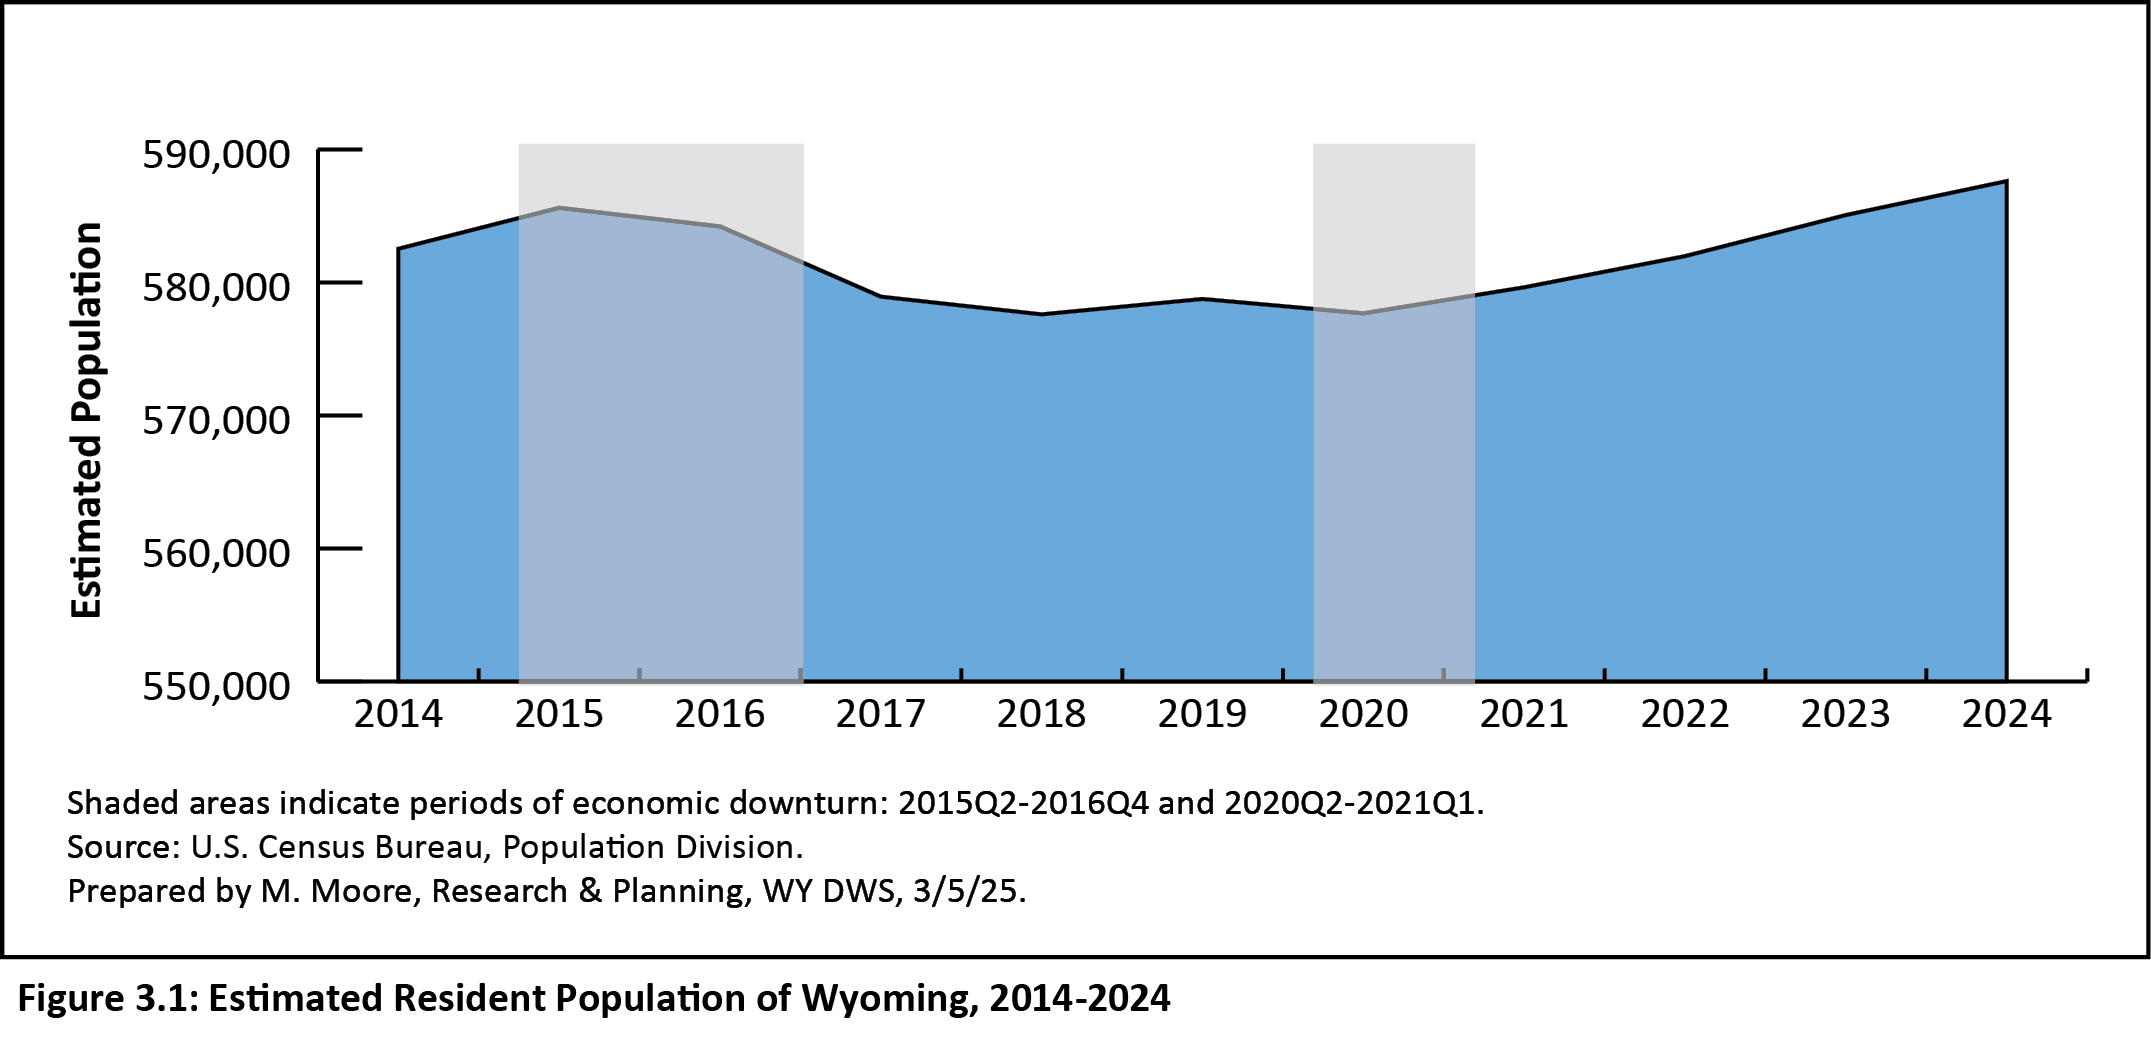 590,000
580,000
570,000
560,000
550,000
Estimated Population
2014 2015 2016 2017 2018 2019 2020 2021 2022 2023 2024
Shaded areas indicate periods of economic downturn: 2015Q2-2016Q4 and 2020Q2-2021Q1.
Source: U.S. Census Bureau, Population Division.
Prepared by M. Moore, Research & Planning, WY DWS, 3/5/25.
Figure 3.1: Estimated Resident Population of Wyoming, 2014-2024